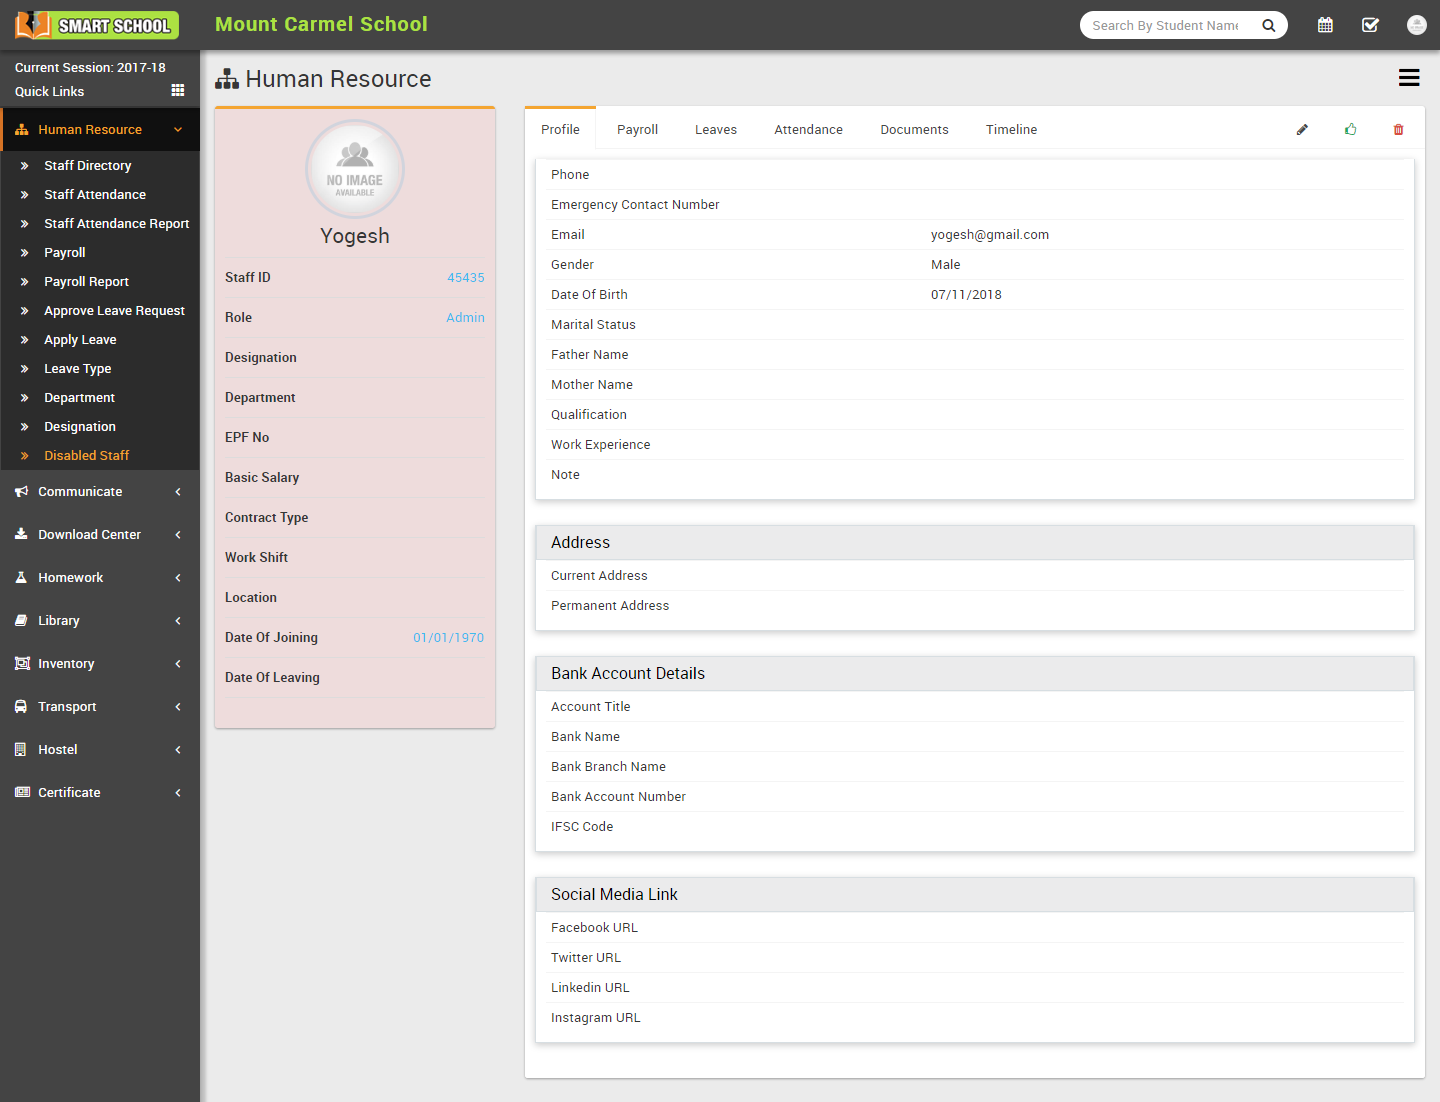 SMART SCHOOL
Mount Carmel School
Search By Student Name
Current Session: 2017-18
Quick Links
Human Resource
Staff Directory
Staff Attendance
Staff Attendance Report
Payroll
Payroll Report
Approve Leave Request
Apply Leave
Leave Type
Department
Designation
Disabled Staff
Communicate
Download Center
Homework
Library
Inventory
Transport
Hostel
Certificate
Human Resource
NO IMAGE
AVAILABLE
Yogesh
Staff ID 45435
Role Admin
Designation
Department
EPF No
Basic Salary
Contract Type
Work Shift
Location
Date Of Joining 01/01/1970
Date Of Leaving
Profile Payroll Leaves Attendance Documents Timeline
Phone
Emergency Contact Number
Email yogesh@gmail.com
Gender Male
Date Of Birth 07/11/2018
Marital Status
Father Name
Mother Name
Qualification
Work Experience
Note
Address
Current Address
Permanent Address
Bank Account Details
Account Title
Bank Name
Bank Branch Name
Bank Account Number
IFSC Code
Social Media Link
Facebook URL
Twitter URL
Linkedin URL
Instagram URL